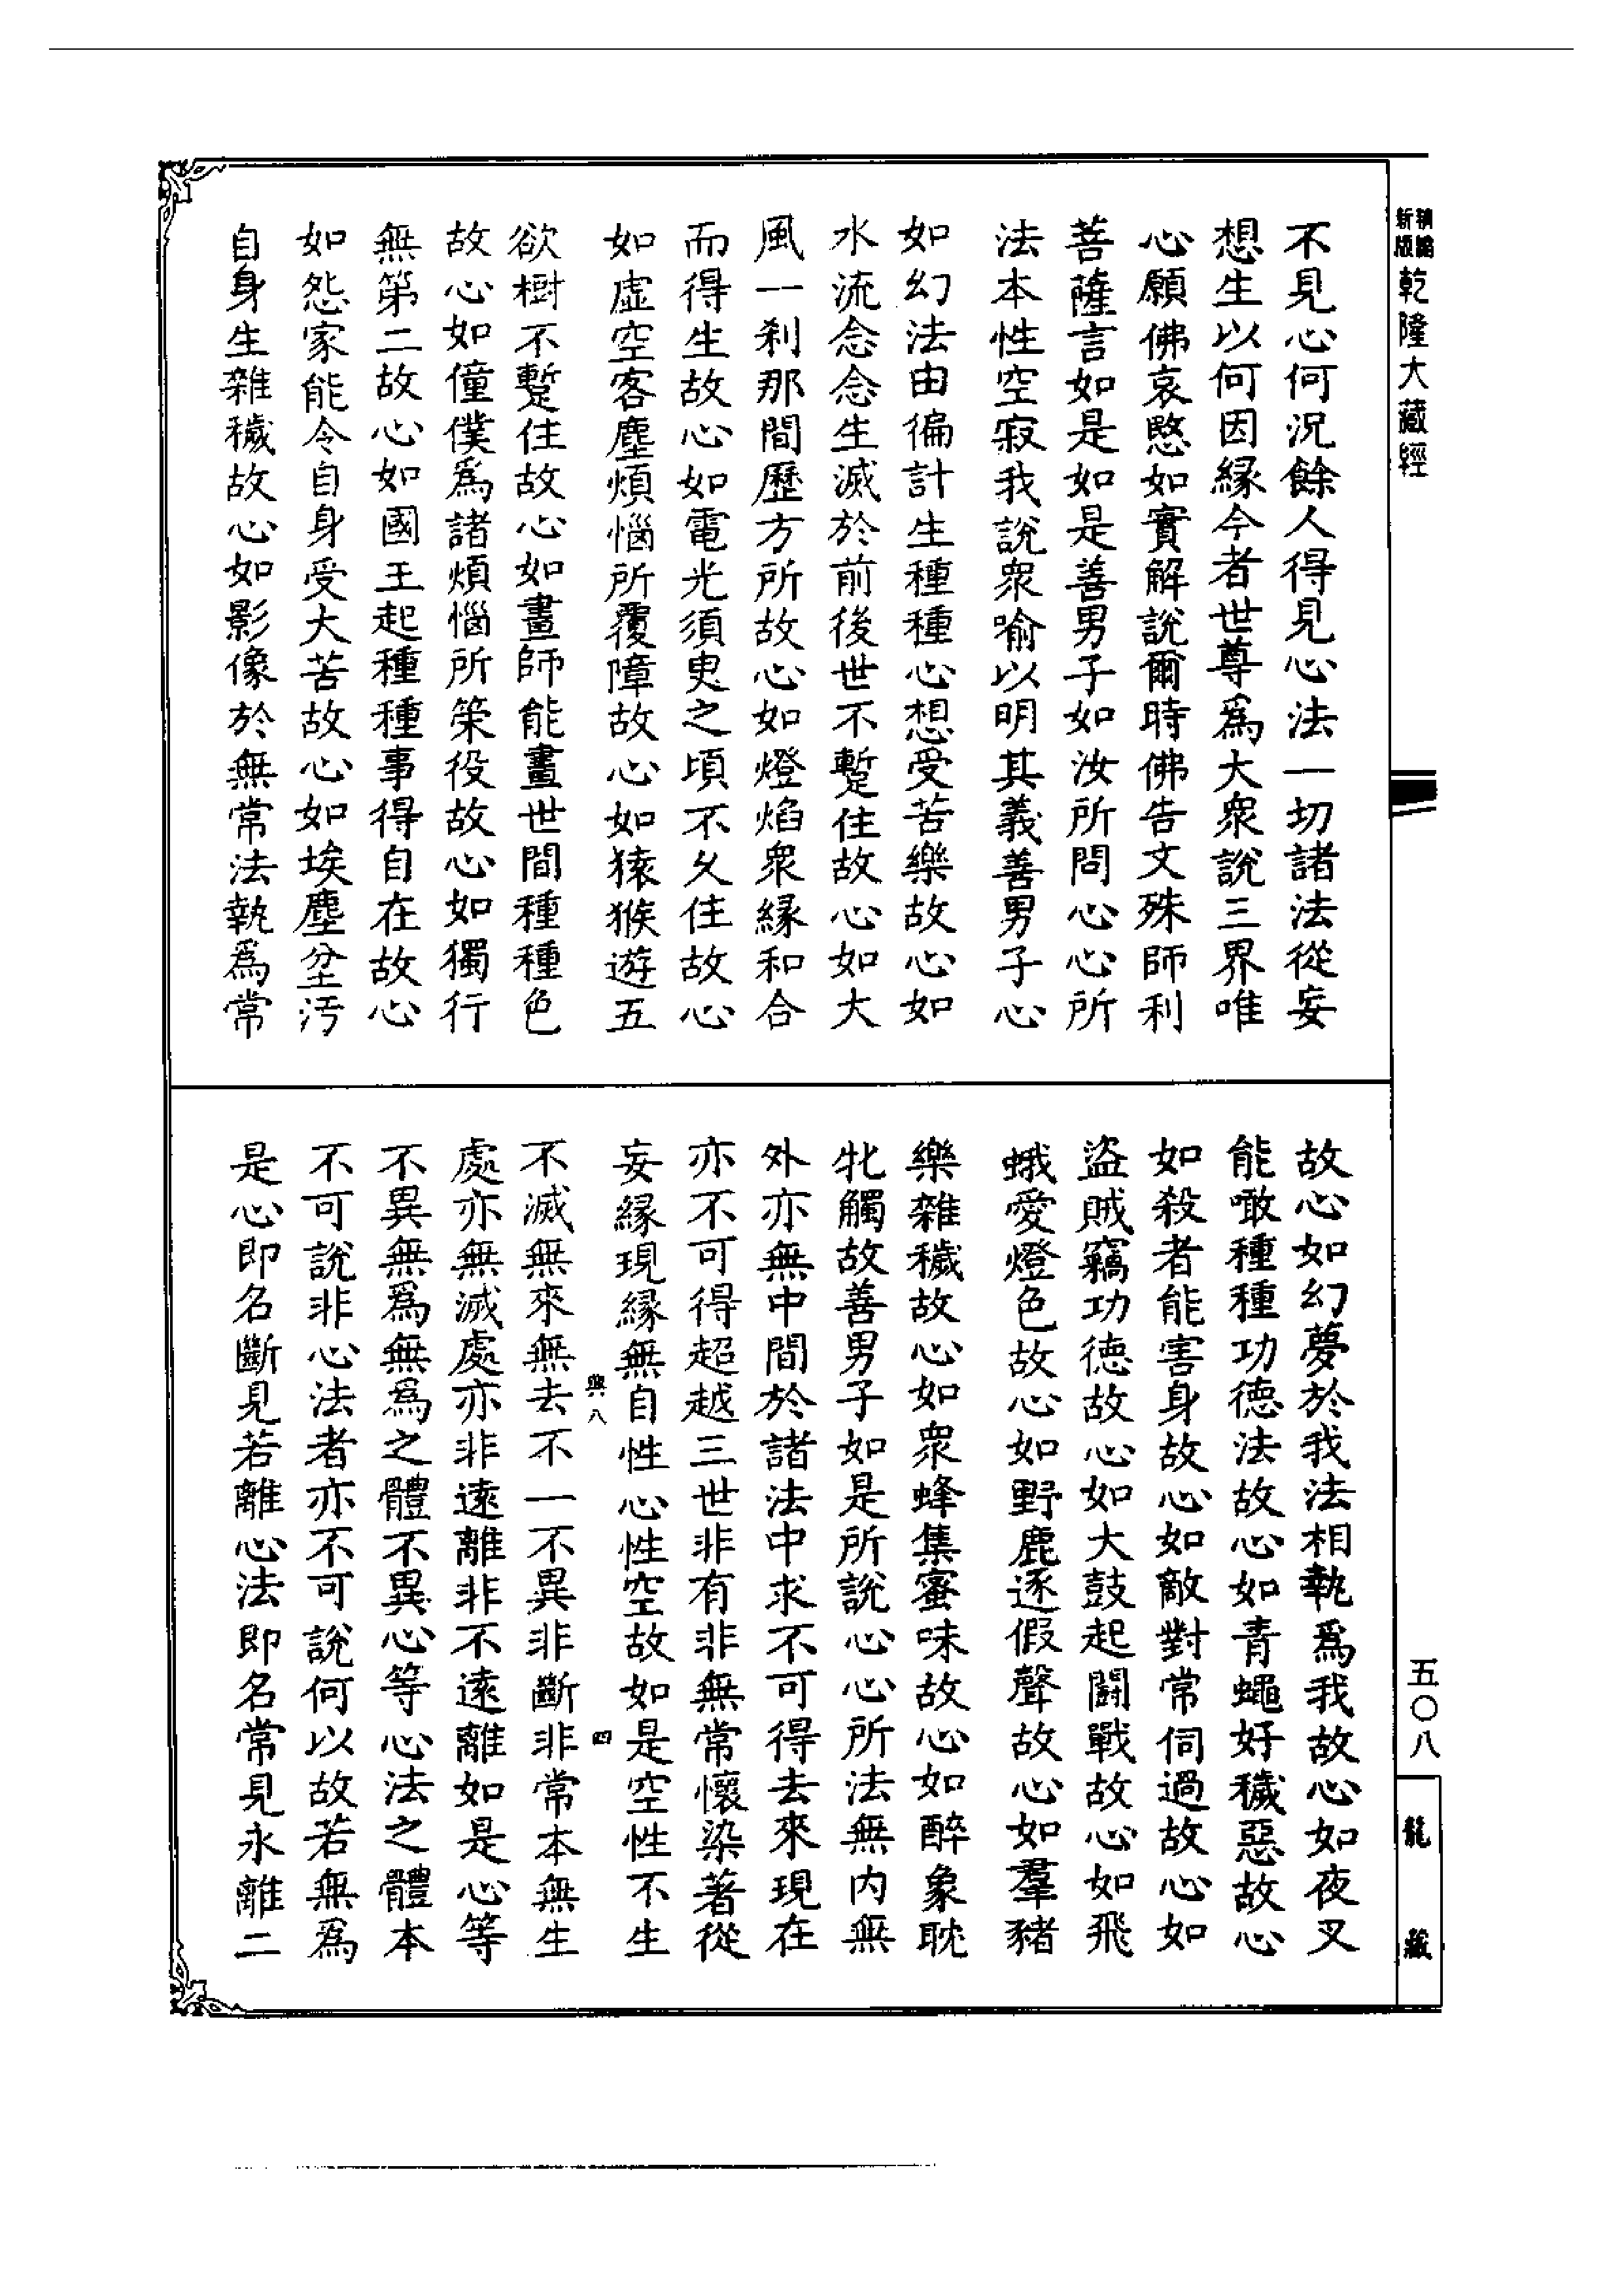 新編
縮版
乾隆大藏經
不見心何況餘人得見心法一切諸法從妄
想生以何因緣今者世尊為大衆說三界唯
心願佛哀愍如實解說爾時佛告文殊師利
菩薩言如是如是善男子如汝所問心心所
法本性空寂我說衆喻以明其義善男子心
如幻法由徧計生種種心想受苦樂故心如
水流念念生滅於前後世不蹔住故心如大
風一刹那間歷方所故心如燈焰衆緣和合
而得生故心如電光須臾之頃不久住故心
如虛空客塵煩惱所覆障故心如猿猴遊五
欲樹不蹔住故心如畫師能畫世間種種色
故心如僮僕爲諸煩惱所策役故心如獨行
無第二故心如國王起種種事得自在故心
如怨家能令自身受大苦故心如埃塵坌污
自身生雜穢故心如影像於無常法執爲常
故心如幻夢於我法相執爲我故心如夜叉
能噉種種功德法故心如青蠅好穢惡故心
如殺者能害身故心如敵對常伺過故心如
盜賊竊功德故心如大鼓起鬪戰故心如飛
蛾愛燈色故心如野鹿逐假聲故心如羣豬
樂雜穢故心如衆蜂集蜜味故心如醉象耽
牝觸故善男子如是所說心心所法無內無
外亦無中間於諸法中求不可得去來現在
亦不可得超越三世非有非無常懷染著從
妄緣現緣無自性心性空故如是空性不生
興八
四
不滅無來無去不一不異非斷非常本無生
處亦無滅處亦非遠離非不遠離如是心等
不異無爲無爲之體不異心等心法之體本
不可說非心法者亦不可說何以故若無爲
是心即名斷見若離心法即名常見永離二
五〇八
龍藏